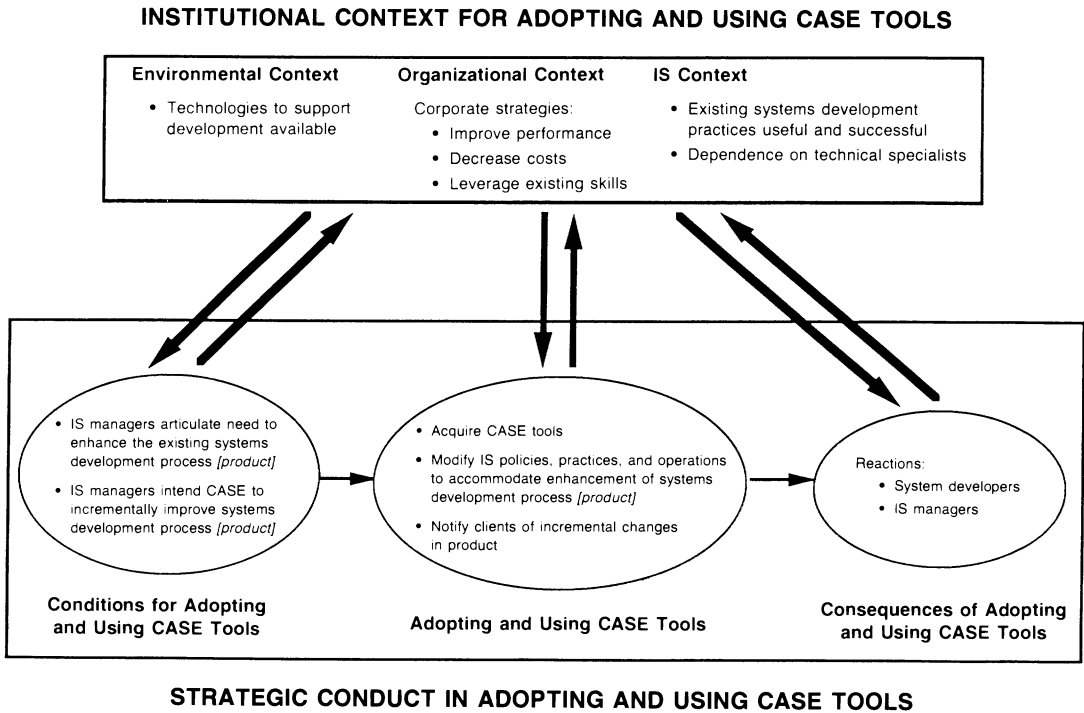 INSTITUTIONAL CONTEXT FOR ADOPTING AND USING CASE TOOLS
Environmental Context
• Technologies to support
development available
Organizational Context
Corporate strategies:
• Improve performance
• Decrease costs
• Leverage existing skills
IS Context
• Existing systems development
practices useful and successful
• Dependence on technical specialists
• IS managers articulate need to
enhance the existing systems
development process [product]
• IS managers intend CASE to
incrementally improve systems
development process [product]
Conditions for Adopting
and Using CASE Tools
• Acquire CASE tools
• Modify IS policies, practices, and operations
to accommodate enhancement of systems
development process [product]
• Notify clients of incremental changes
in product
Adopting and Using CASE Tools
Reactions:
• System developers
• IS managers
Consequences of Adopting
and Using CASE Tools
STRATEGIC CONDUCT IN ADOPTING AND USING CASE TOOLS